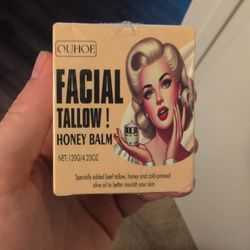 OUHOE
FACIAL
TALLOW !
HONEY BALM
NET:120G/4.23OZ
Specially added beef tallow, honey and cold-pressed
olive oil to better nourish your skin